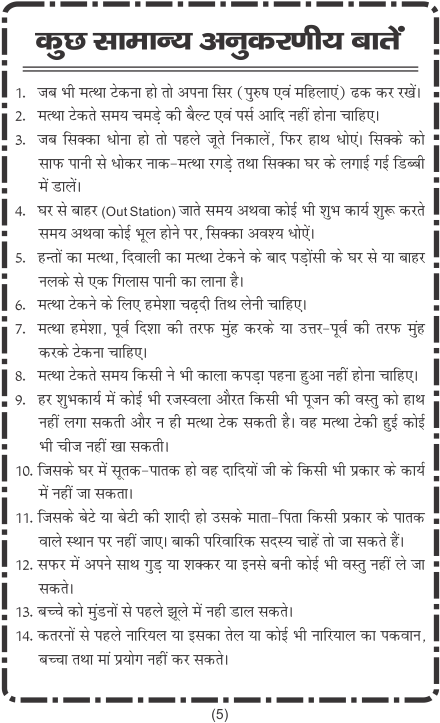 कुछ सामान्य अनुकरणीय बातें
1. जब भी मत्था टेकना हो तो अपना सिर (पुरुष एवं महिलाएं) ढक कर रखें।
2. मत्था टेकते समय चमड़े की बैल्ट एवं पर्स आदि नहीं होना चाहिए।
3. जब सिक्का धोना हो तो पहले जूते निकालें, फिर हाथ धोएं। सिक्के को
साफ पानी से धोकर नाक-मत्था रगड़े तथा सिक्का घर के लगाई गई डिब्बी
में डालें।
4. घर से बाहर (Out Station) जाते समय अथवा कोई भी शुभ कार्य शुरू करते
समय अथवा कोई भूल होने पर, सिक्का अवश्य धोऐं।
5. हन्तों का मत्था, दिवाली का मत्था टेकने के बाद पड़ोंसी के घर से या बाहर
नलके से एक गिलास पानी का लाना है।
6. मत्था टेकने के लिए हमेशा चढ़दी तिथ लेनी चाहिए।
7. मत्था हमेशा, पूर्व दिशा की तरफ मुंह करके या उत्तर-पूर्व की तरफ मुंह
करके टेकना चाहिए।
8. मत्था टेकते समय किसी ने भी काला कपड़ा पहना हुआ नहीं होना चाहिए।
9. हर शुभकार्य में कोई भी रजस्वला औरत किसी भी पूजन की वस्तु को हाथ
नहीं लगा सकती और न ही मत्था टेक सकती है। वह मत्था टेकी हुई कोई
भी चीज नहीं खा सकती।
10. जिसके घर में सूतक-पातक हो वह दादियों जी के किसी भी प्रकार के कार्य
में नहीं जा सकता।
11. जिसके बेटे या बेटी की शादी हो उसके माता-पिता किसी प्रकार के पातक
वाले स्थान पर नहीं जाए। बाकी परिवारिक सदस्य चाहें तो जा सकते हैं।
12. सफर में अपने साथ गुड़ या शक्कर या इनसे बनी कोई भी वस्तु नहीं ले जा
सकते।
13. बच्चे को मुंडनों से पहले झूले में नही डाल सकते।
14. कतरनों से पहले नारियल या इसका तेल या कोई भी नारियाल का पकवान,
बच्चा तथा मां प्रयोग नहीं कर सकते।
(5)